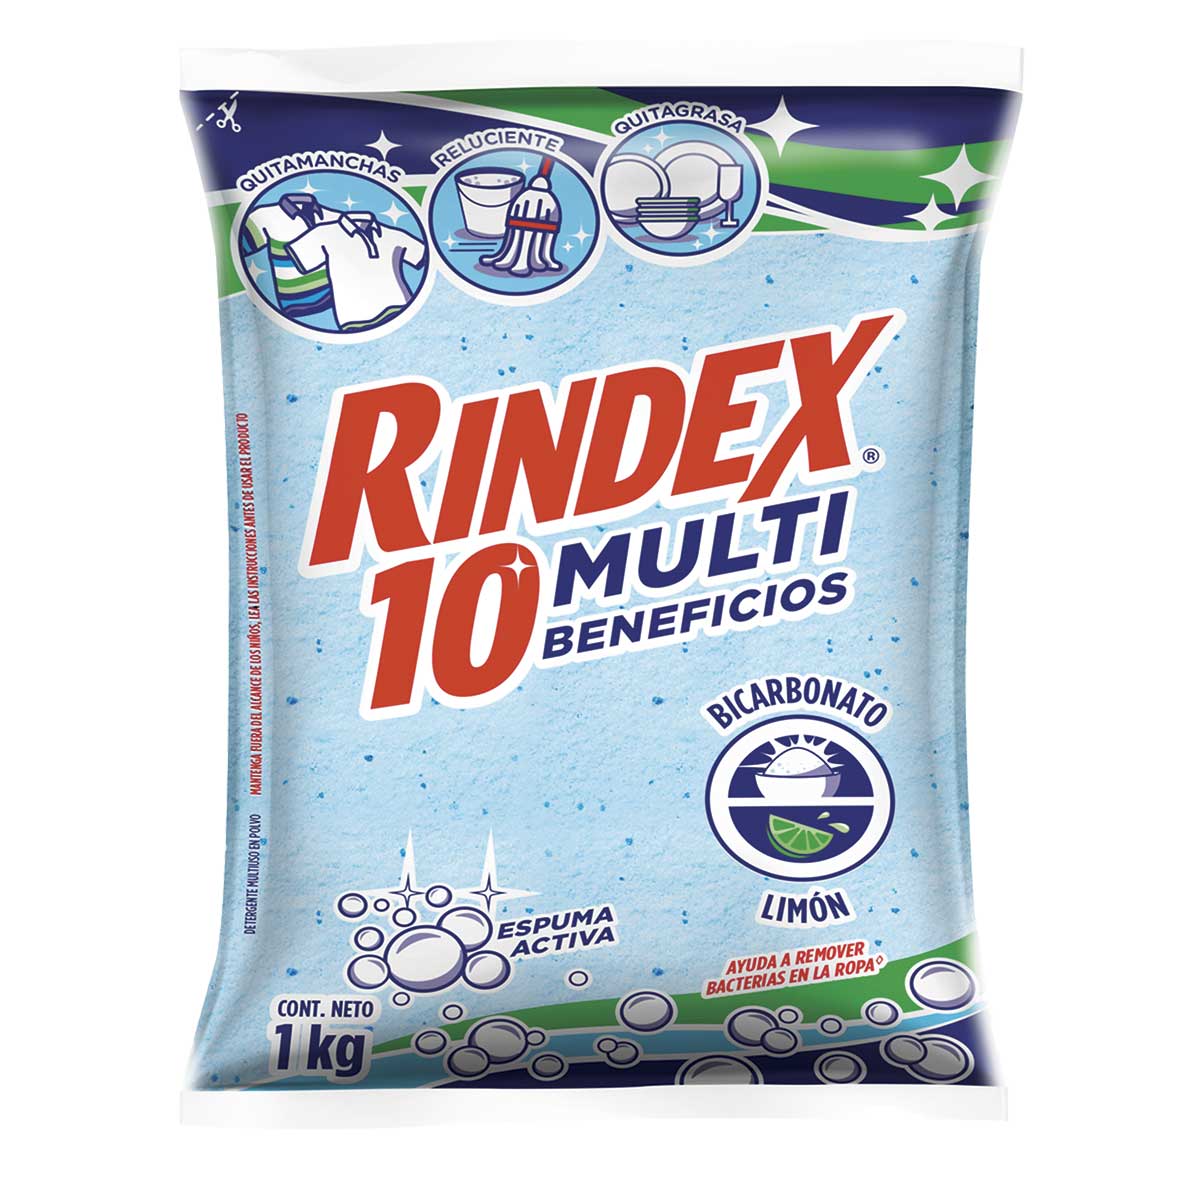 QUITAMANCHAS
RELUCIENTE
QUITAGRASA
RINDEX®
10 MULTI
BENEFICIOS
BICARBONATO
LIMÓN
ESPUMA
ACTIVA
AYUDA A REMOVER
BACTERIAS EN LA ROPA◊
CONT. NETO
1 kg
DETERGENTE MULTIUSO EN POLVO MANTENGA FUERA DEL ALCANCE DE LOS NIÑOS, LEA LAS INSTRUCCIONES ANTES DE USAR EL PRODUCTO